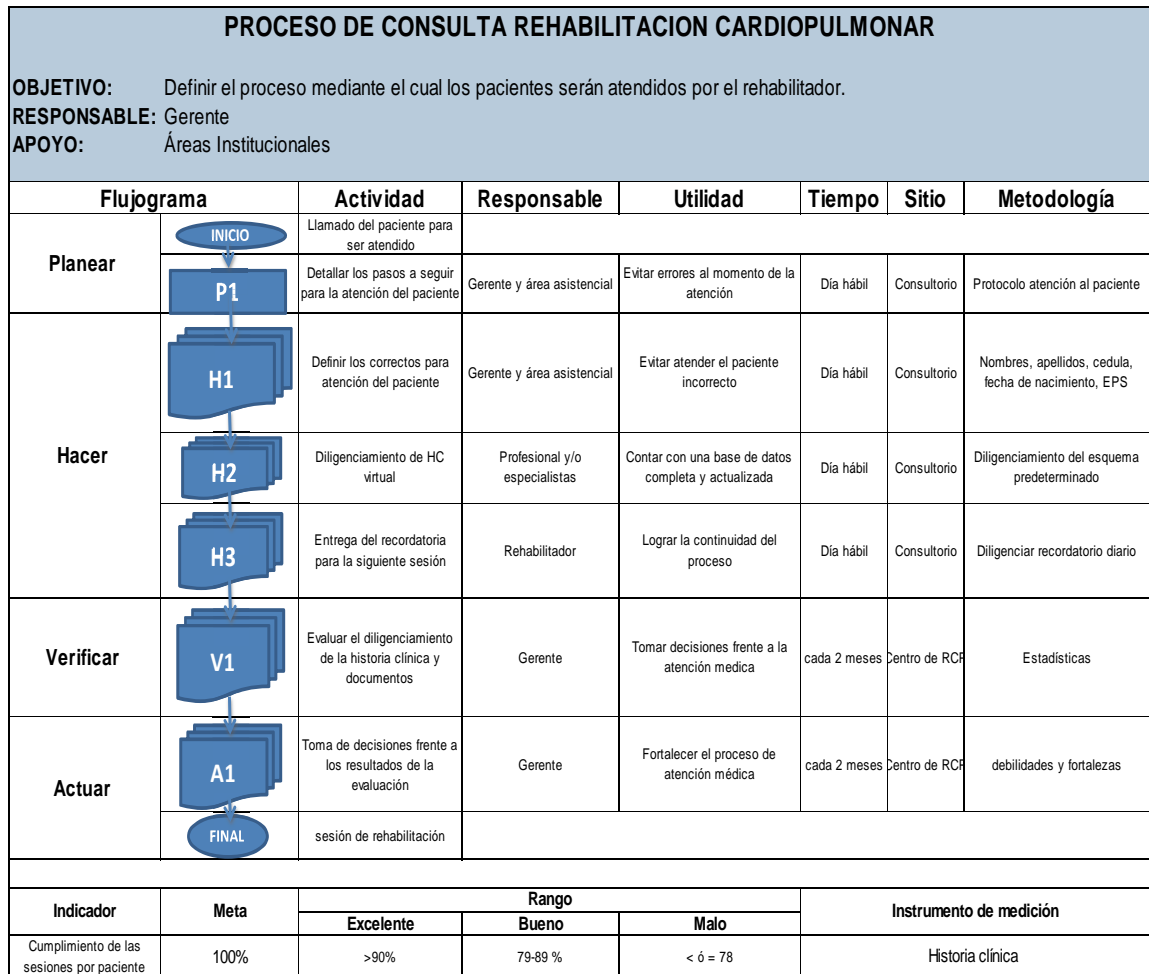 PROCESO DE CONSULTA REHABILITACION CARDIOPULMONAR
OBJETIVO: Definir el proceso mediante el cual los pacientes serán atendidos por el rehabilitador.
RESPONSABLE: Gerente
APOYO: Áreas Institucionales
Flujograma Actividad Responsable Utilidad Tiempo Sitio Metodología
Planear
INICIO
Llamado del paciente para
ser atendido
P1
Detallar los pasos a seguir
para la atención del paciente
Gerente y área asistencial
Evitar errores al momento de la
atención
Día hábil
Consultorio
Protocolo atención al paciente
Hacer
H1
Definir los correctos para
atención del paciente
Gerente y área asistencial
Evitar atender el paciente
incorrecto
Día hábil
Consultorio
Nombres, apellidos, cedula,
fecha de nacimiento, EPS
H2
Diligenciamiento de HC
virtual
Profesional y/o
especialistas
Contar con una base de datos
completa y actualizada
Día hábil
Consultorio
Diligenciamiento del esquema
predeterminado
H3
Entrega del recordatoria
para la siguiente sesión
Rehabilitador
Lograr la continuidad del
proceso
Día hábil
Consultorio
Diligenciar recordatorio diario
Verificar
V1
Evaluar el diligenciamiento
de la historia clínica y
documentos
Gerente
Tomar decisiones frente a la
atención medica
cada 2 meses
Centro de RCP
Estadísticas
Actuar
A1
Toma de decisiones frente a
los resultados de la
evaluación
Gerente
Fortalecer el proceso de
atención médica
cada 2 meses
Centro de RCP
debilidades y fortalezas
FINAL
sesión de rehabilitación
Indicador Meta Rango Instrumento de medición
Excelente Bueno Malo
Cumplimiento de las
sesiones por paciente
100%
>90%
79-89 %
< ó = 78
Historia clínica